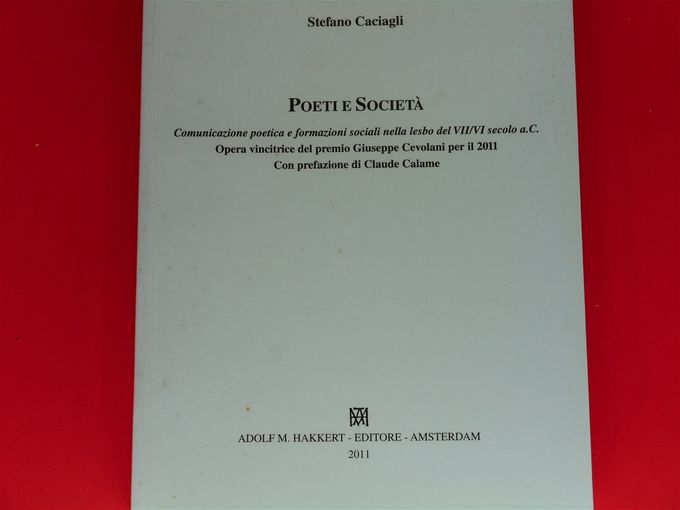 Stefano Caciagli
POETI E SOCIETÀ
Comunicazione poetica e formazioni sociali nella lesbo del VII/VI secolo a.C.
Opera vincitrice del premio Giuseppe Cevolani per il 2011
Con prefazione di Claude Calame
ADOLF M. HAKKERT - EDITORE - AMSTERDAM
2011